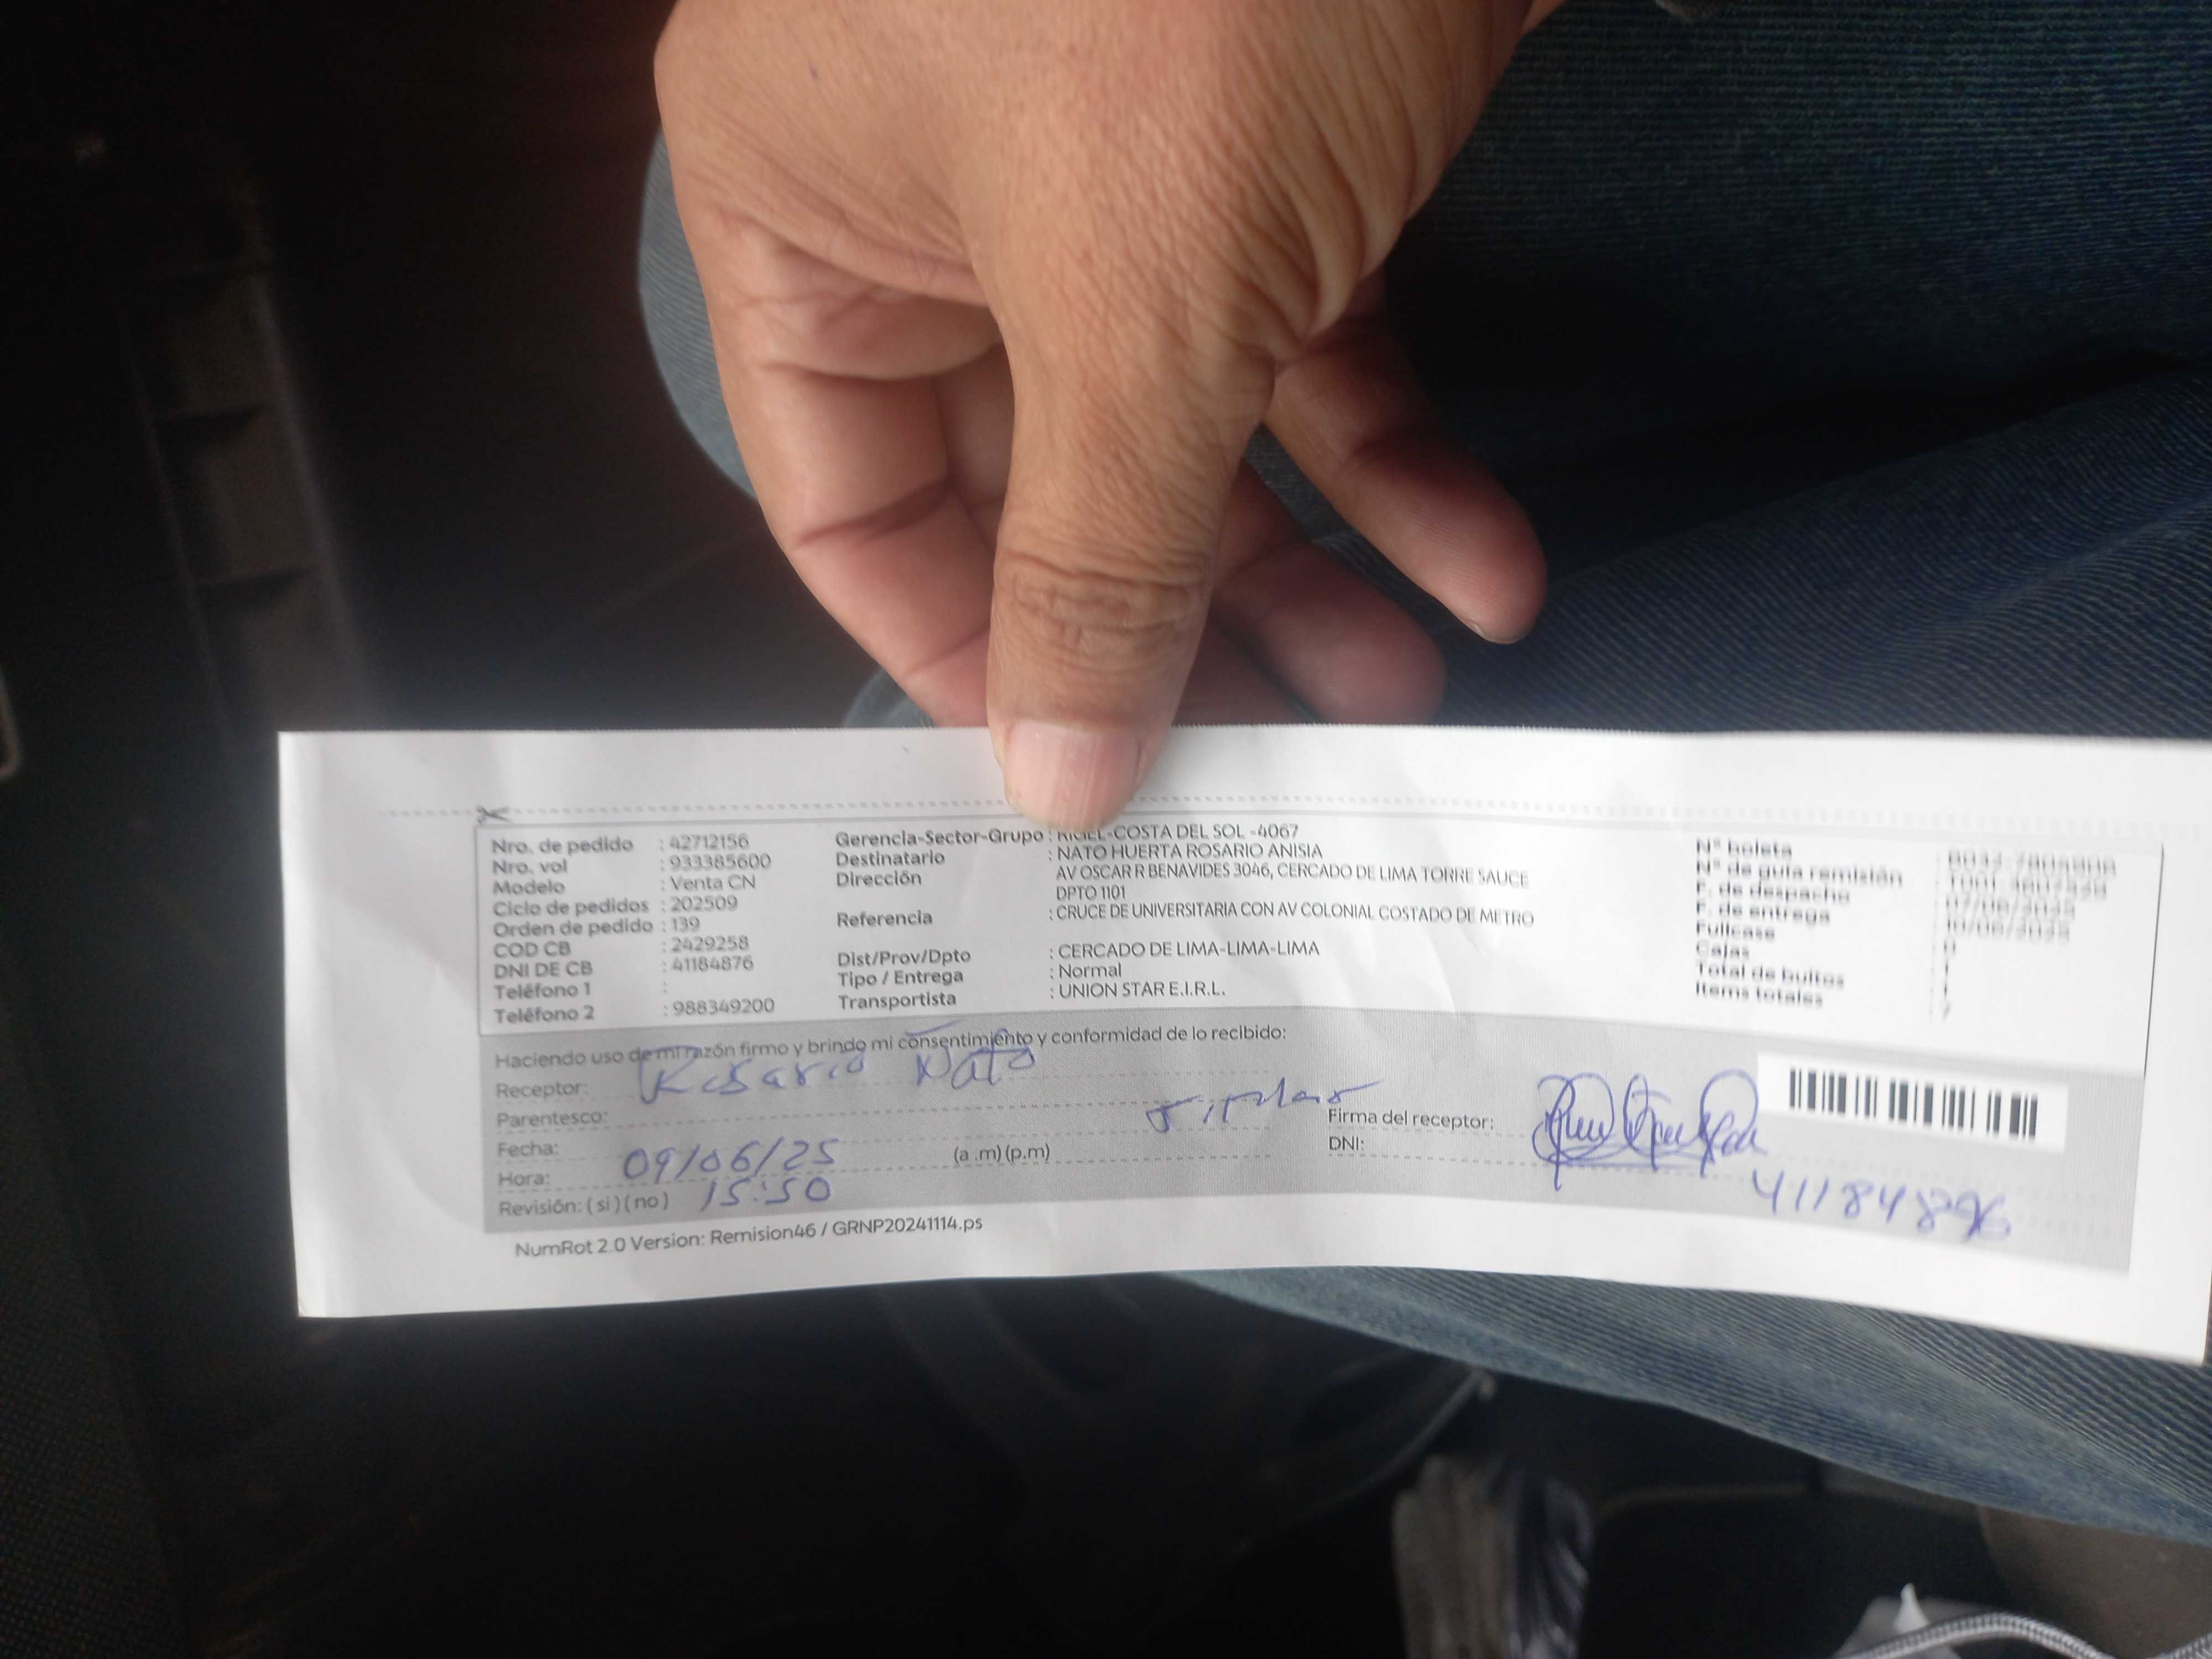 Nro. de pedido : 42712156
Nro. vol : 933385600
Modelo : Venta CN
Ciclo de pedidos : 202509
Orden de pedido : 139
COD CB : 2429258
DNI DE CB : 41184876
Teléfono 1 :
Teléfono 2 : 988349200
Gerencia-Sector-Grupo : RIGEL-COSTA DEL SOL -4067
Destinatario : NATO HUERTA ROSARIO ANISIA
Dirección AV OSCAR R BENAVIDES 3046, CERCADO DE LIMA TORRE SAUCE
DPTO 1101
Referencia : CRUCE DE UNIVERSITARIA CON AV COLONIAL COSTADO DE METRO
Dist/Prov/Dpto : CERCADO DE LIMA-LIMA-LIMA
Tipo / Entrega : Normal
Transportista : UNION STAR E.I.R.L.
N° boleta
N° de guía remisión
F. de despacho
F. de entrega
Fullcase
Cajas
Total de bultos
Items totales
Haciendo uso de mi razón firmo y brindo mi consentimiento y conformidad de lo recibido:
Receptor: Rosario Nato
Parentesco: Titular
Fecha: 09/06/25 (a .m) (p.m)
Hora: 15:50
Revisión: ( si ) ( no )
Firma del receptor:
DNI: 41184876
NumRot 2.0 Version: Remision46 / GRNP20241114.ps